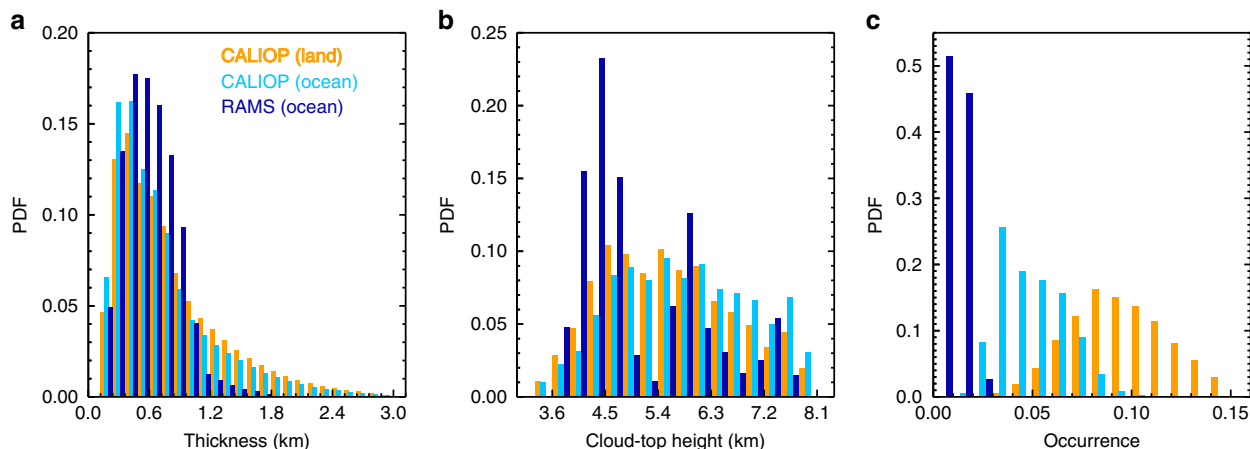 a
0.20
0.15
0.10
0.05
0.00
PDF
CALIOP (land)
CALIOP (ocean)
RAMS (ocean)
0.0 0.6 1.2 1.8 2.4 3.0
Thickness (km)
b
0.25
0.20
0.15
0.10
0.05
0.00
PDF
3.6 4.5 5.4 6.3 7.2 8.1
Cloud-top height (km)
c
0.5
0.4
0.3
0.2
0.1
0.0
PDF
0.00 0.05 0.10 0.15
Occurrence